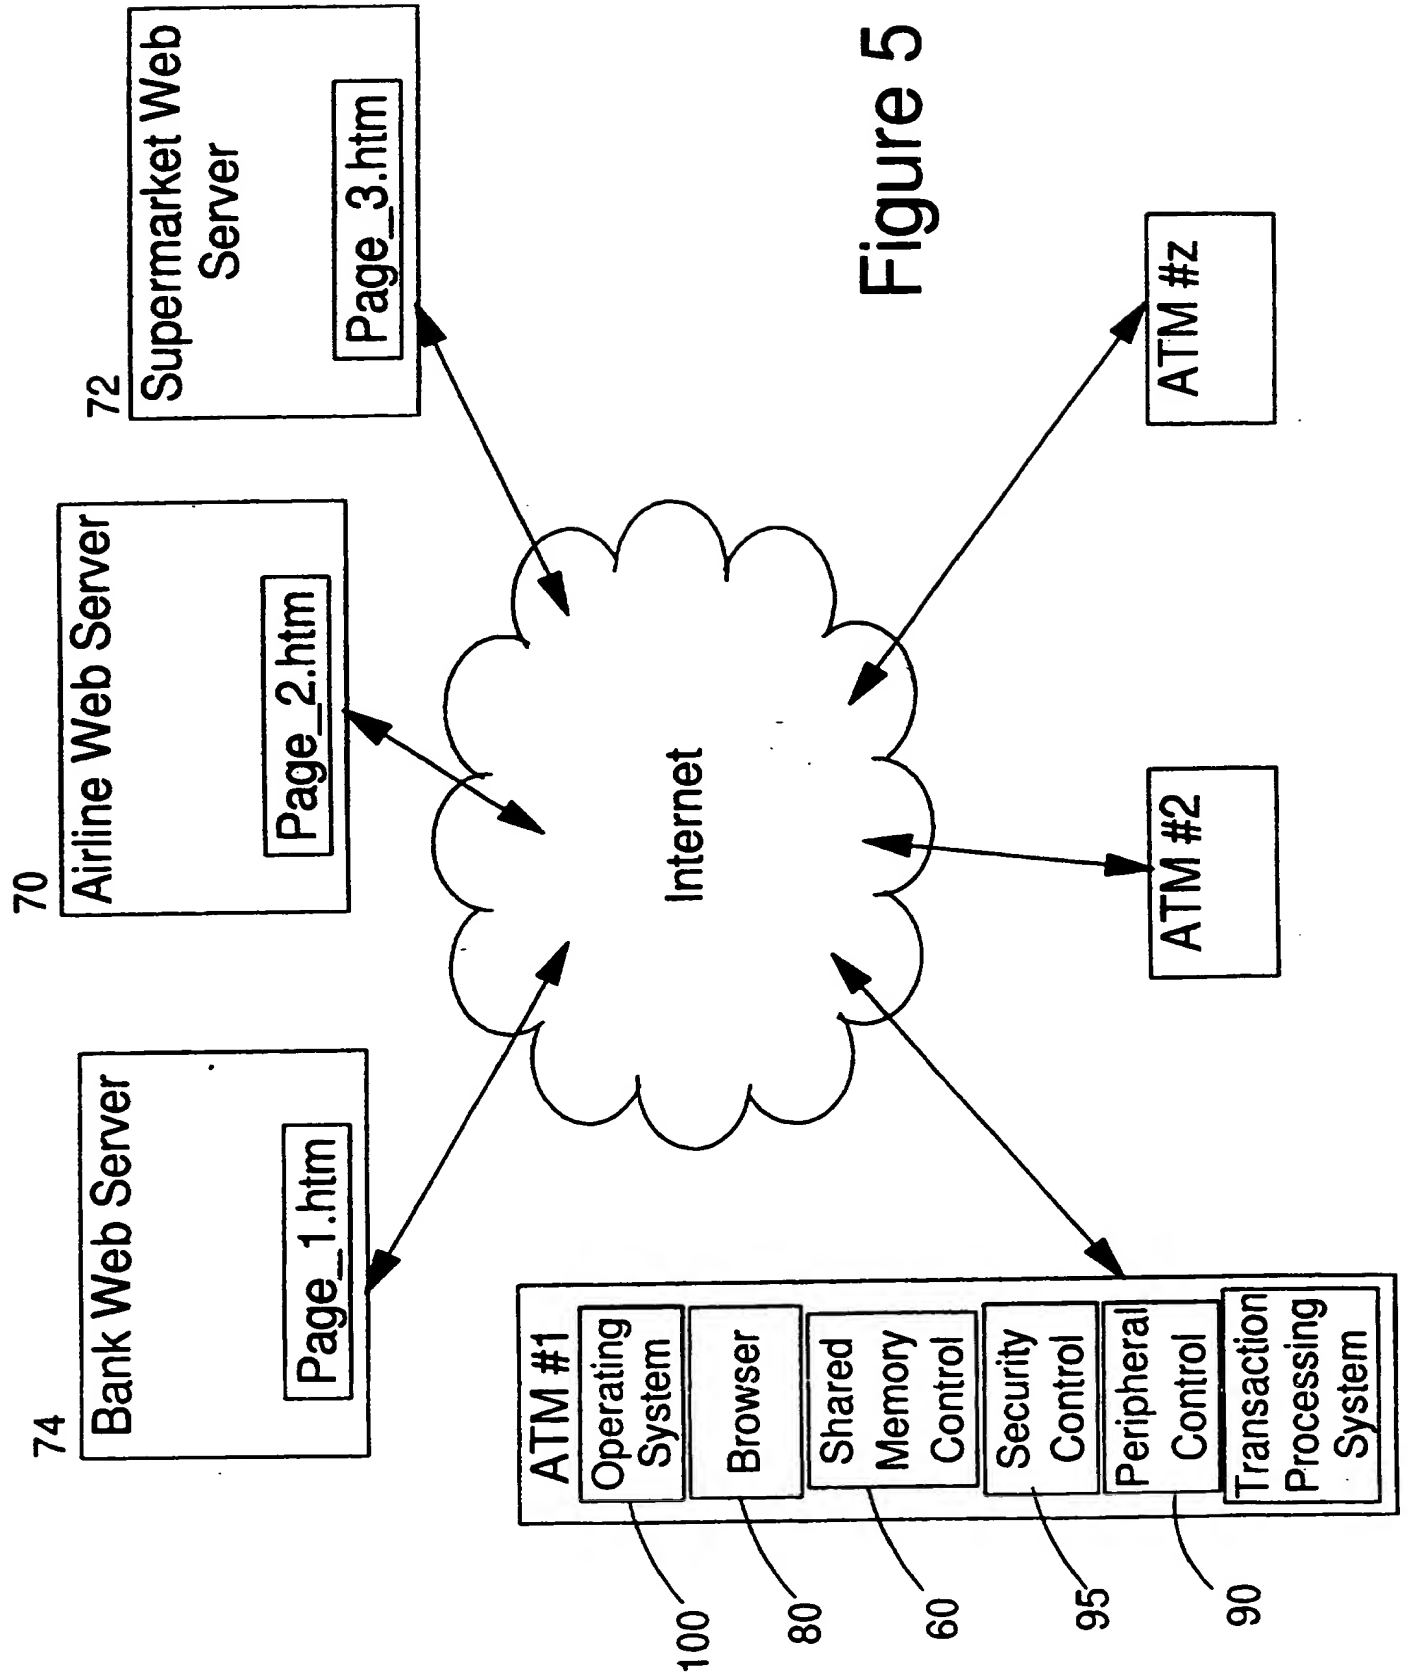 74
Bank Web Server
Page_1.htm
70
Airline Web Server
Page_2.htm
72
Supermarket Web
Server
Page_3.htm
Internet
ATM #1
Operating
System
Browser
Shared
Memory
Control
Security
Control
Peripheral
Control
Transaction
Processing
System
100
80
60
95
90
ATM #2
ATM #z
Figure 5